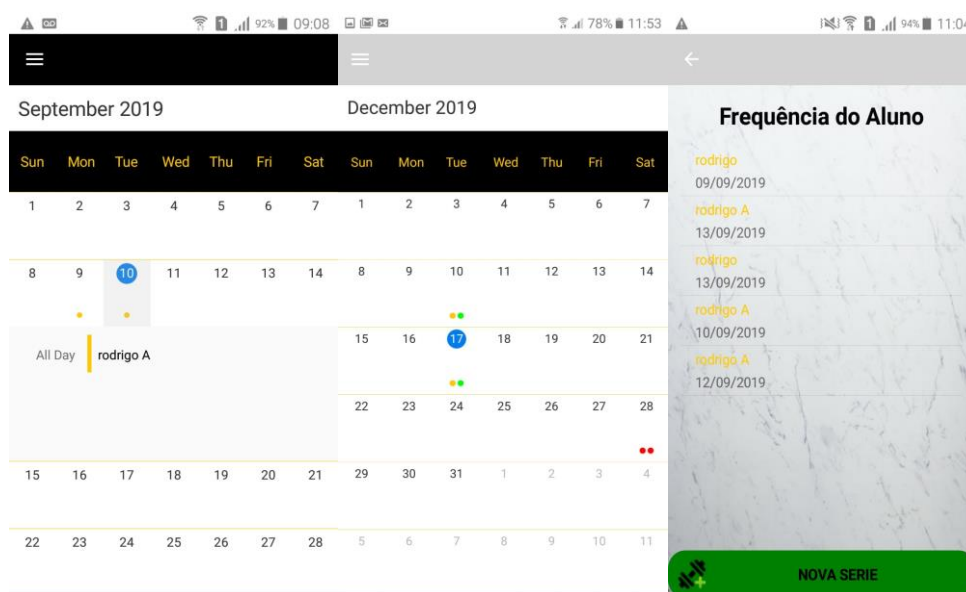 92% 09:08
September 2019
Sun Mon Tue Wed Thu Fri Sat
1 2 3 4 5 6 7
8 9 10 11 12 13 14
All Day rodrigo A
15 16 17 18 19 20 21
22 23 24 25 26 27 28
78% 11:53
December 2019
Sun Mon Tue Wed Thu Fri Sat
1 2 3 4 5 6 7
8 9 10 11 12 13 14
15 16 17 18 19 20 21
22 23 24 25 26 27 28
29 30 31 1 2 3 4
5 6 7 8 9 10 11
1 94% 11:04
Frequência do Aluno
rodrigo
09/09/2019
rodrigo A
13/09/2019
rodrigo
13/09/2019
rodrigo A
10/09/2019
rodrigo A
12/09/2019
NOVA SERIE